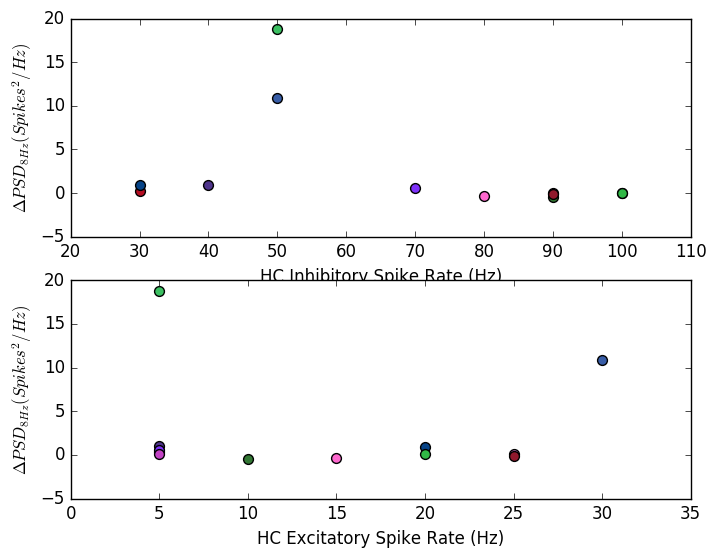 20
15
10
5
0
−5
ΔPSD8Hz(Spikes²/Hz)
20 30 40 50 60 70 80 90 100 110
HC Inhibitory Spike Rate (Hz)
20
15
10
5
0
−5
ΔPSD8Hz(Spikes²/Hz)
0 5 10 15 20 25 30 35
HC Excitatory Spike Rate (Hz)